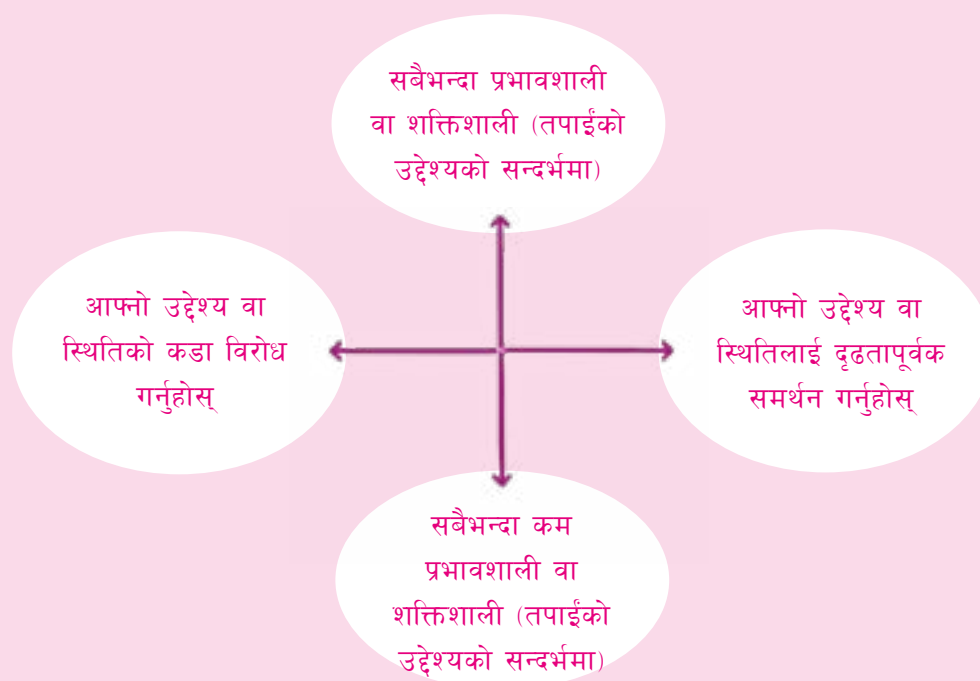 सबैभन्दा प्रभावशाली
वा शक्तिशाली (तपाईंको
उद्देश्यको सन्दर्भमा)
आफ्नो उद्देश्य वा
स्थितिको कडा विरोध
गर्नुहोस्
आफ्नो उद्देश्य वा
स्थितिलाई दृढतापूर्वक
समर्थन गर्नुहोस्
सबैभन्दा कम
प्रभावशाली वा
शक्तिशाली (तपाईंको
उद्देश्यको सन्दर्भमा)